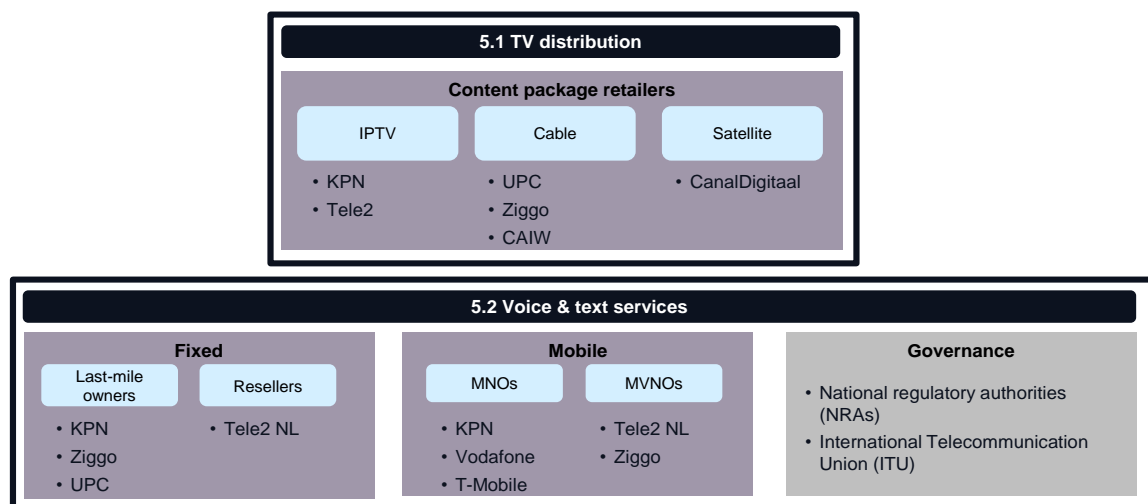 5.1 TV distribution
Content package retailers
IPTV
Cable
Satellite
• KPN
• Tele2
• UPC
• Ziggo
• CAIW
• CanalDigitaal
5.2 Voice & text services
Fixed
Last-mile
owners
Resellers
• KPN
• Ziggo
• UPC
• Tele2 NL
Mobile
MNOs
MVNOs
• KPN
• Vodafone
• T-Mobile
• Tele2 NL
• Ziggo
Governance
• National regulatory authorities
(NRAs)
• International Telecommunication
Union (ITU)